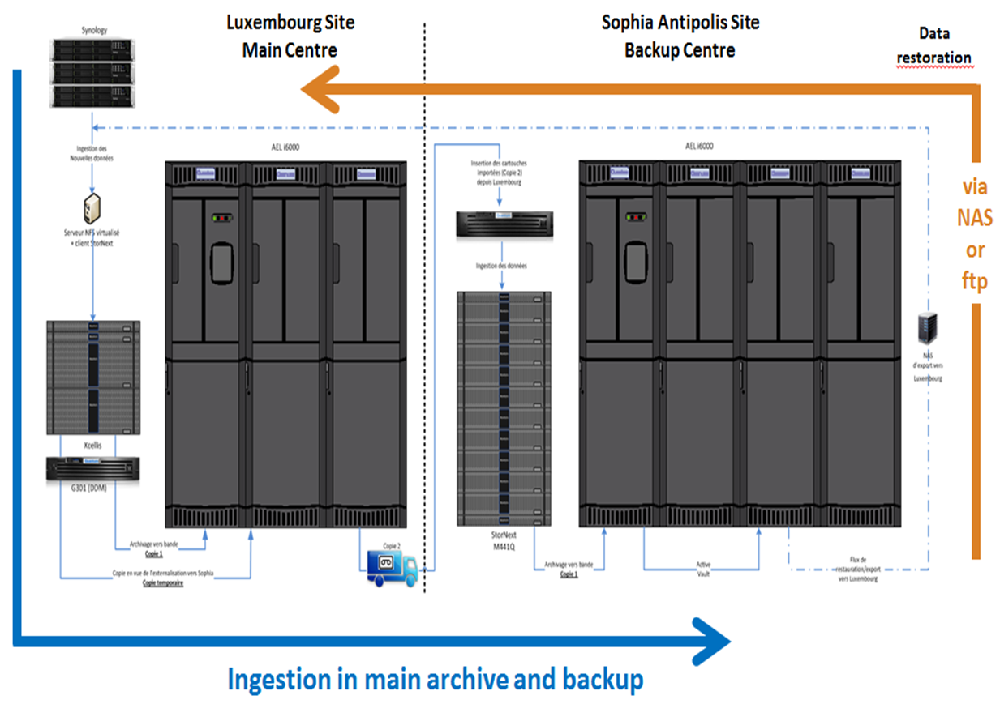 Synology
Luxembourg Site
Main Centre
Sophia Antipolis Site
Backup Centre
Data
restoration
Ingestion des
Nouvelles données
Serveur NFS virtualisé
+ client StorNext
Xcellis
G301 (DDM)
AEL i6000
Archivage vers bande
Copie 1
Copie en vue de l'externalisation vers Sophia
Copie temporaire
Copie 2
Insertion des cartouches
importées (Copie 2)
depuis Luxembourg
Ingestion des données
StorNext
M441Q
AEL i6000
Archivage vers bande
Copie 1
Active
Vault
Flux de
restauration/export
vers Luxembourg
NAS
d'export vers
Luxembourg
via
NAS
or
ftp
Ingestion in main archive and backup